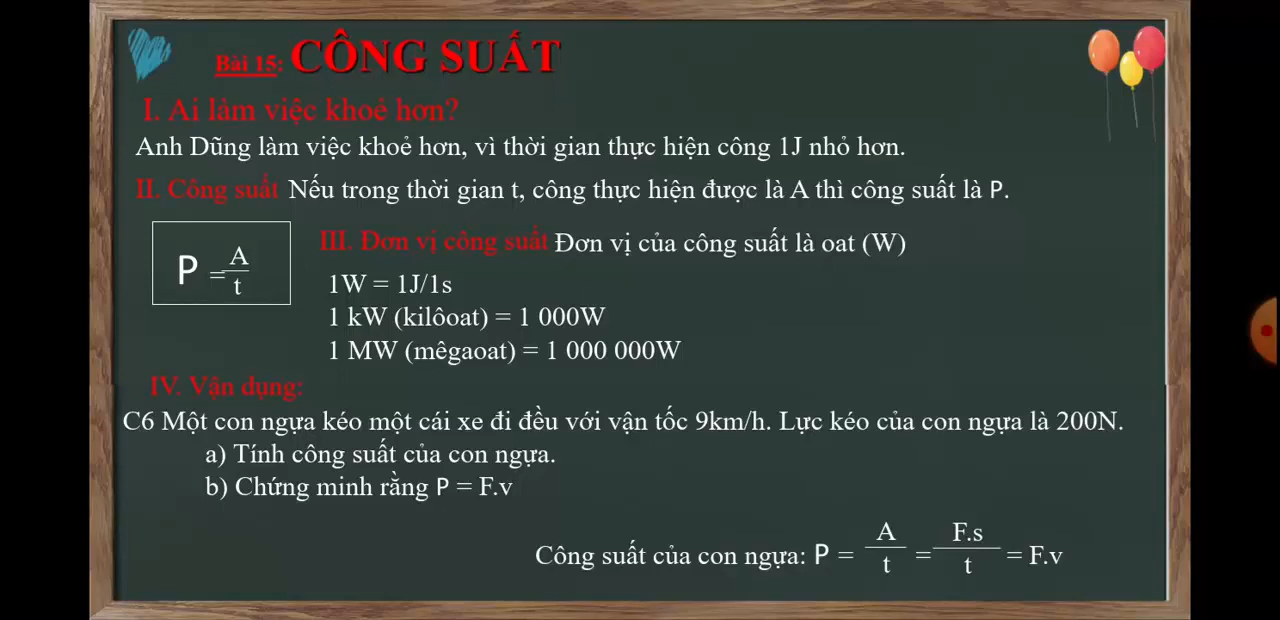 Bài 15: CÔNG SUẤT
I. Ai làm việc khoẻ hơn?
Anh Dũng làm việc khoẻ hơn, vì thời gian thực hiện công 1J nhỏ hơn.
II. Công suất Nếu trong thời gian t, công thực hiện được là A thì công suất là P.
P = A/t
III. Đơn vị công suất Đơn vị của công suất là oat (W)
1W = 1J/1s
1 kW (kilôoat) = 1 000W
1 MW (mêgaoat) = 1 000 000W
IV. Vận dụng:
C6 Một con ngựa kéo một cái xe đi đều với vận tốc 9km/h. Lực kéo của con ngựa là 200N.
a) Tính công suất của con ngựa.
b) Chứng minh rằng P = F.v
Công suất của con ngựa: P = A/t = F.s/t = F.v